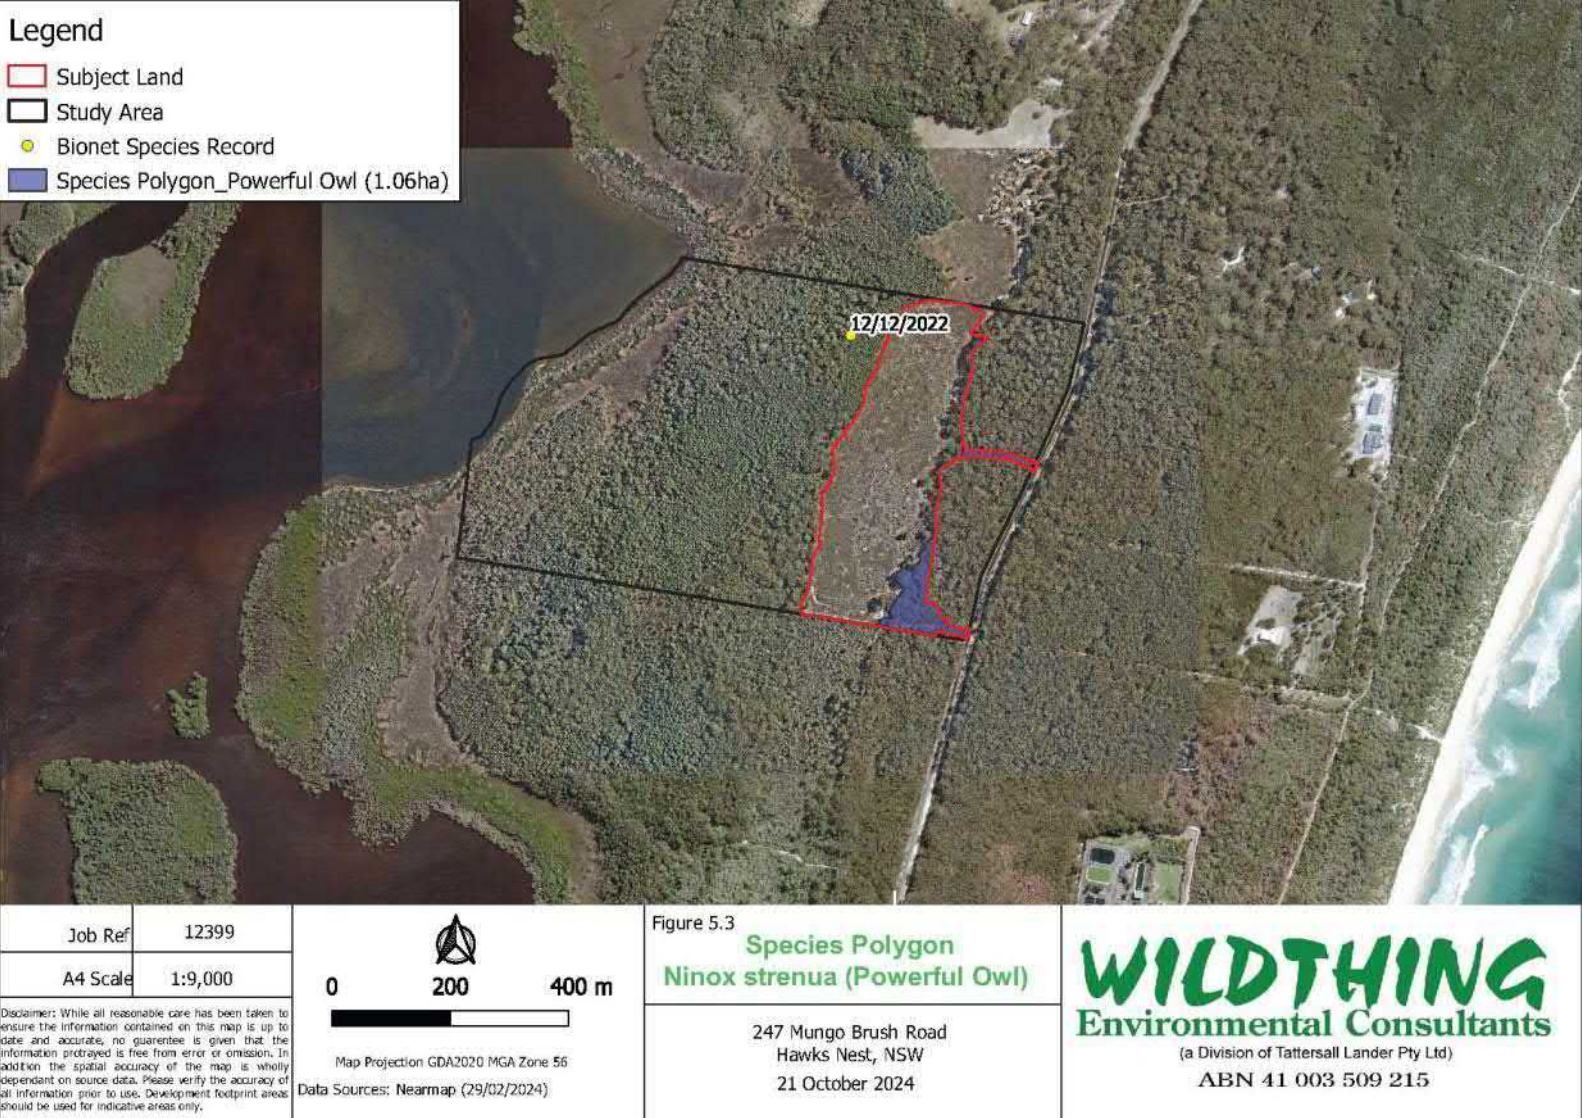 Legend
Subject Land
Study Area
Bionet Species Record
Species Polygon_Powerful Owl (1.06ha)
12/12/2022
Job Ref 12399
A4 Scale 1:9,000
Disclaimer: While all reasonable care has been taken to
ensure the information contained on this map is up to
date and accurate, no guarentee is given that the
information protrayed is free from error or omission. In
addition the spatial accuracy of the map is wholly
dependant on source data. Please verify the accuracy of
all information prior to use. Development footprint areas
should be used for indicative areas only.
0 200 400 m
Map Projection GDA2020 MGA Zone 56
Data Sources: Nearmap (29/02/2024)
Figure 5.3
Species Polygon
Ninox strenua (Powerful Owl)
247 Mungo Brush Road
Hawks Nest, NSW
21 October 2024
WILDTHING
Environmental Consultants
(a Division of Tattersall Lander Pty Ltd)
ABN 41 003 509 215